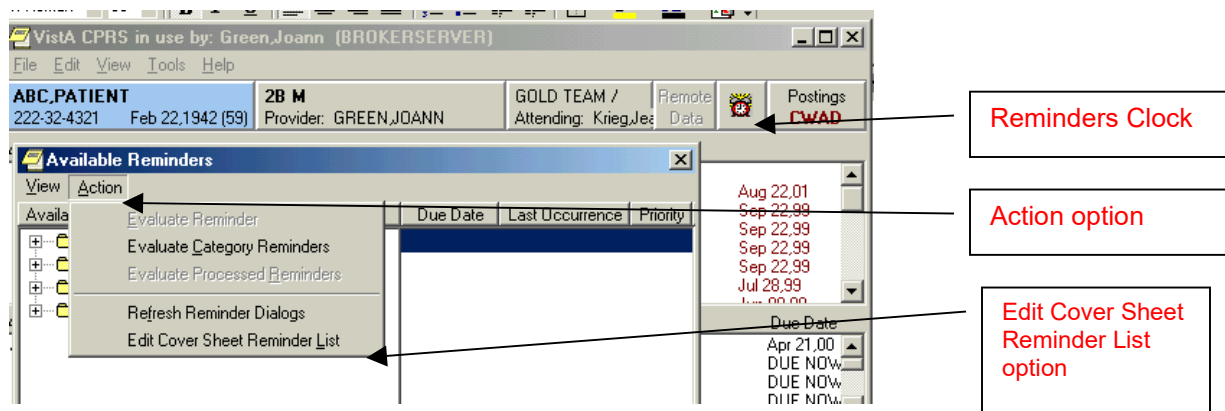 VistA CPRS in use by: Green,Joann (BROKERSERVER)
File Edit View Tools Help
ABC,PATIENT
222-32-4321 Feb 22,1942 (59)
2B M
Provider: GREEN,JOANN
GOLD TEAM /
Attending: Krieg,Je
Remote
Data
Postings
CWAD
Reminders Clock
Available Reminders
View Action
Availa
Due Date Last Occurrence Priority
Evaluate Reminder
Evaluate Category Reminders
Evaluate Processed Reminders
Refresh Reminder Dialogs
Edit Cover Sheet Reminder List
Aug 22,01
Sep 22,99
Sep 22,99
Sep 22,99
Sep 22,99
Jul 28,99
Due Date
Apr 21,00
DUE NOW
DUE NOW
DUE NOW
DUE NOW
Action option
Edit Cover Sheet
Reminder List
option